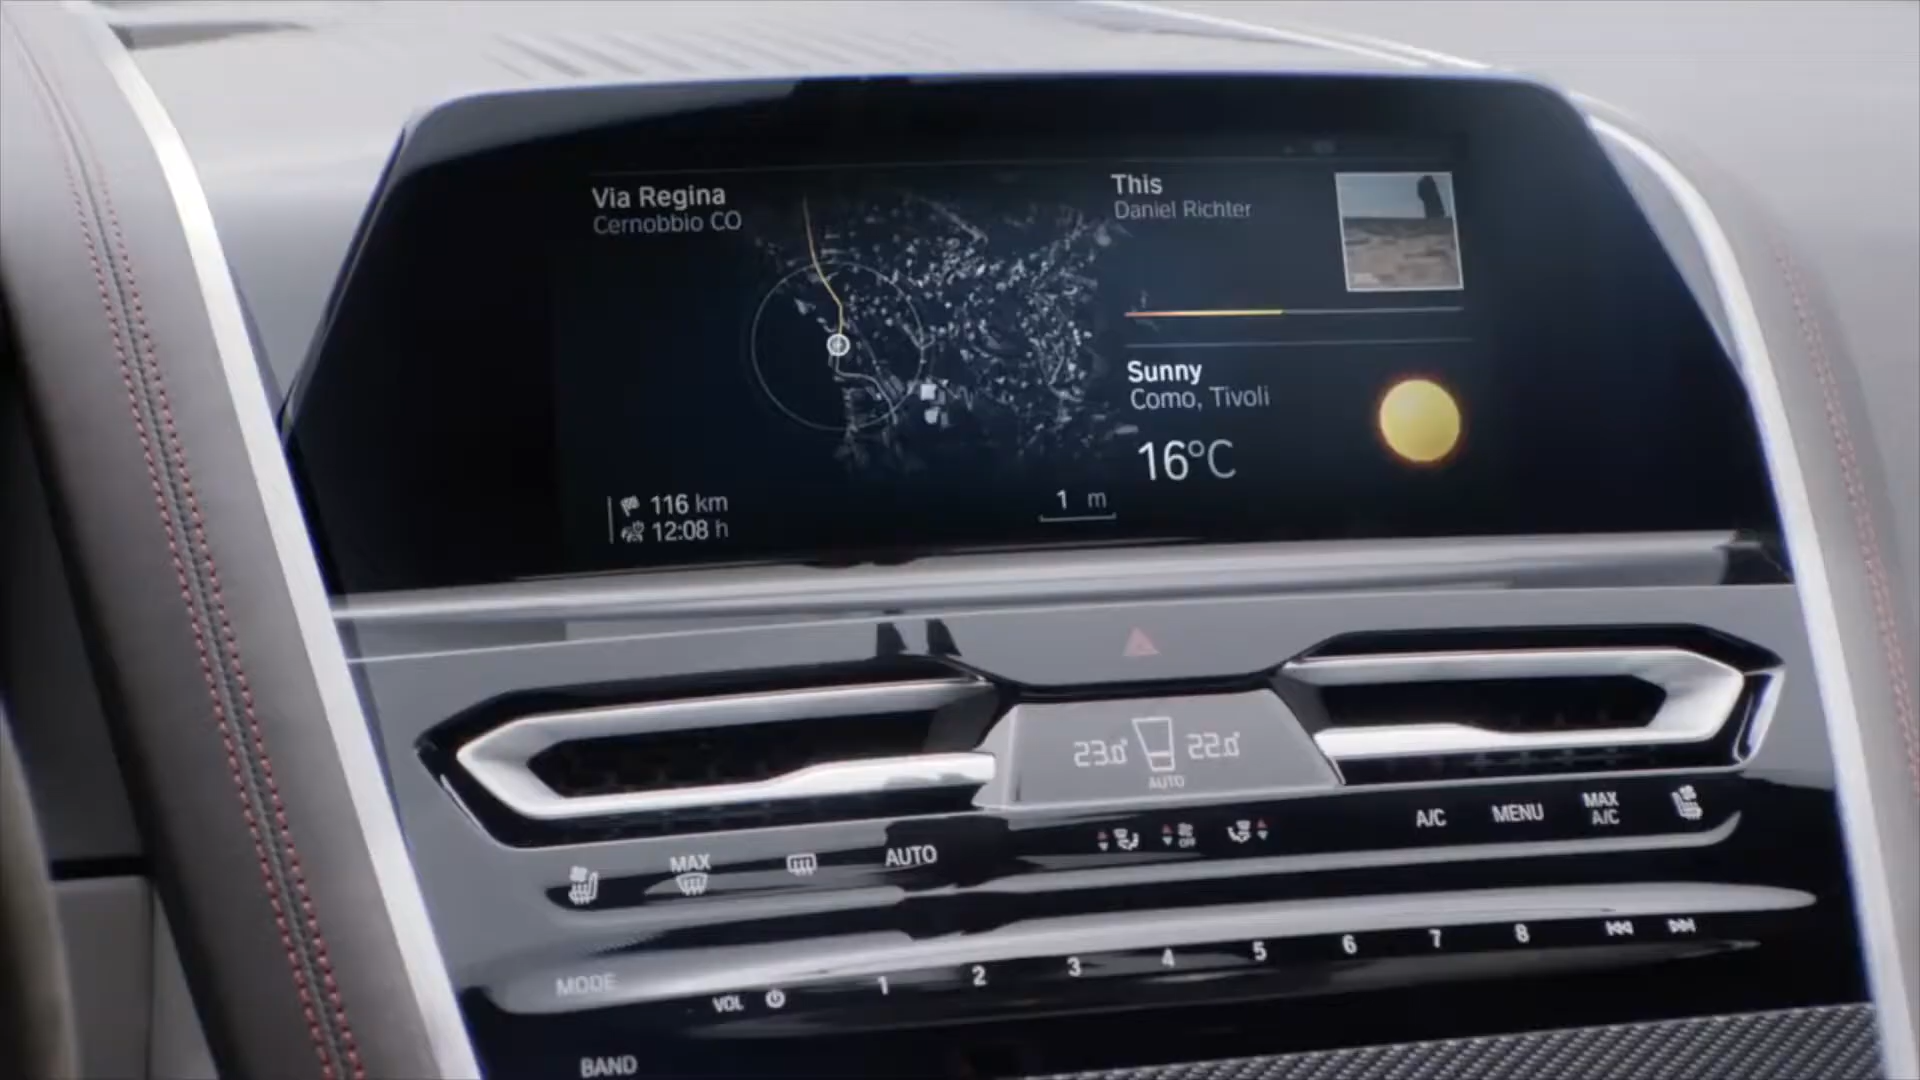 Via Regina
Cernobbio CO
This
Daniel Richter
Sunny
Como, Tivoli
16°C
116 km
12:08 h
1 m
23.0° 22.0°
AUTO
A/C MENU MAX A/C
MAX AUTO
OFF
MODE
VOL 1 2 3 4 5 6 7 8
BAND